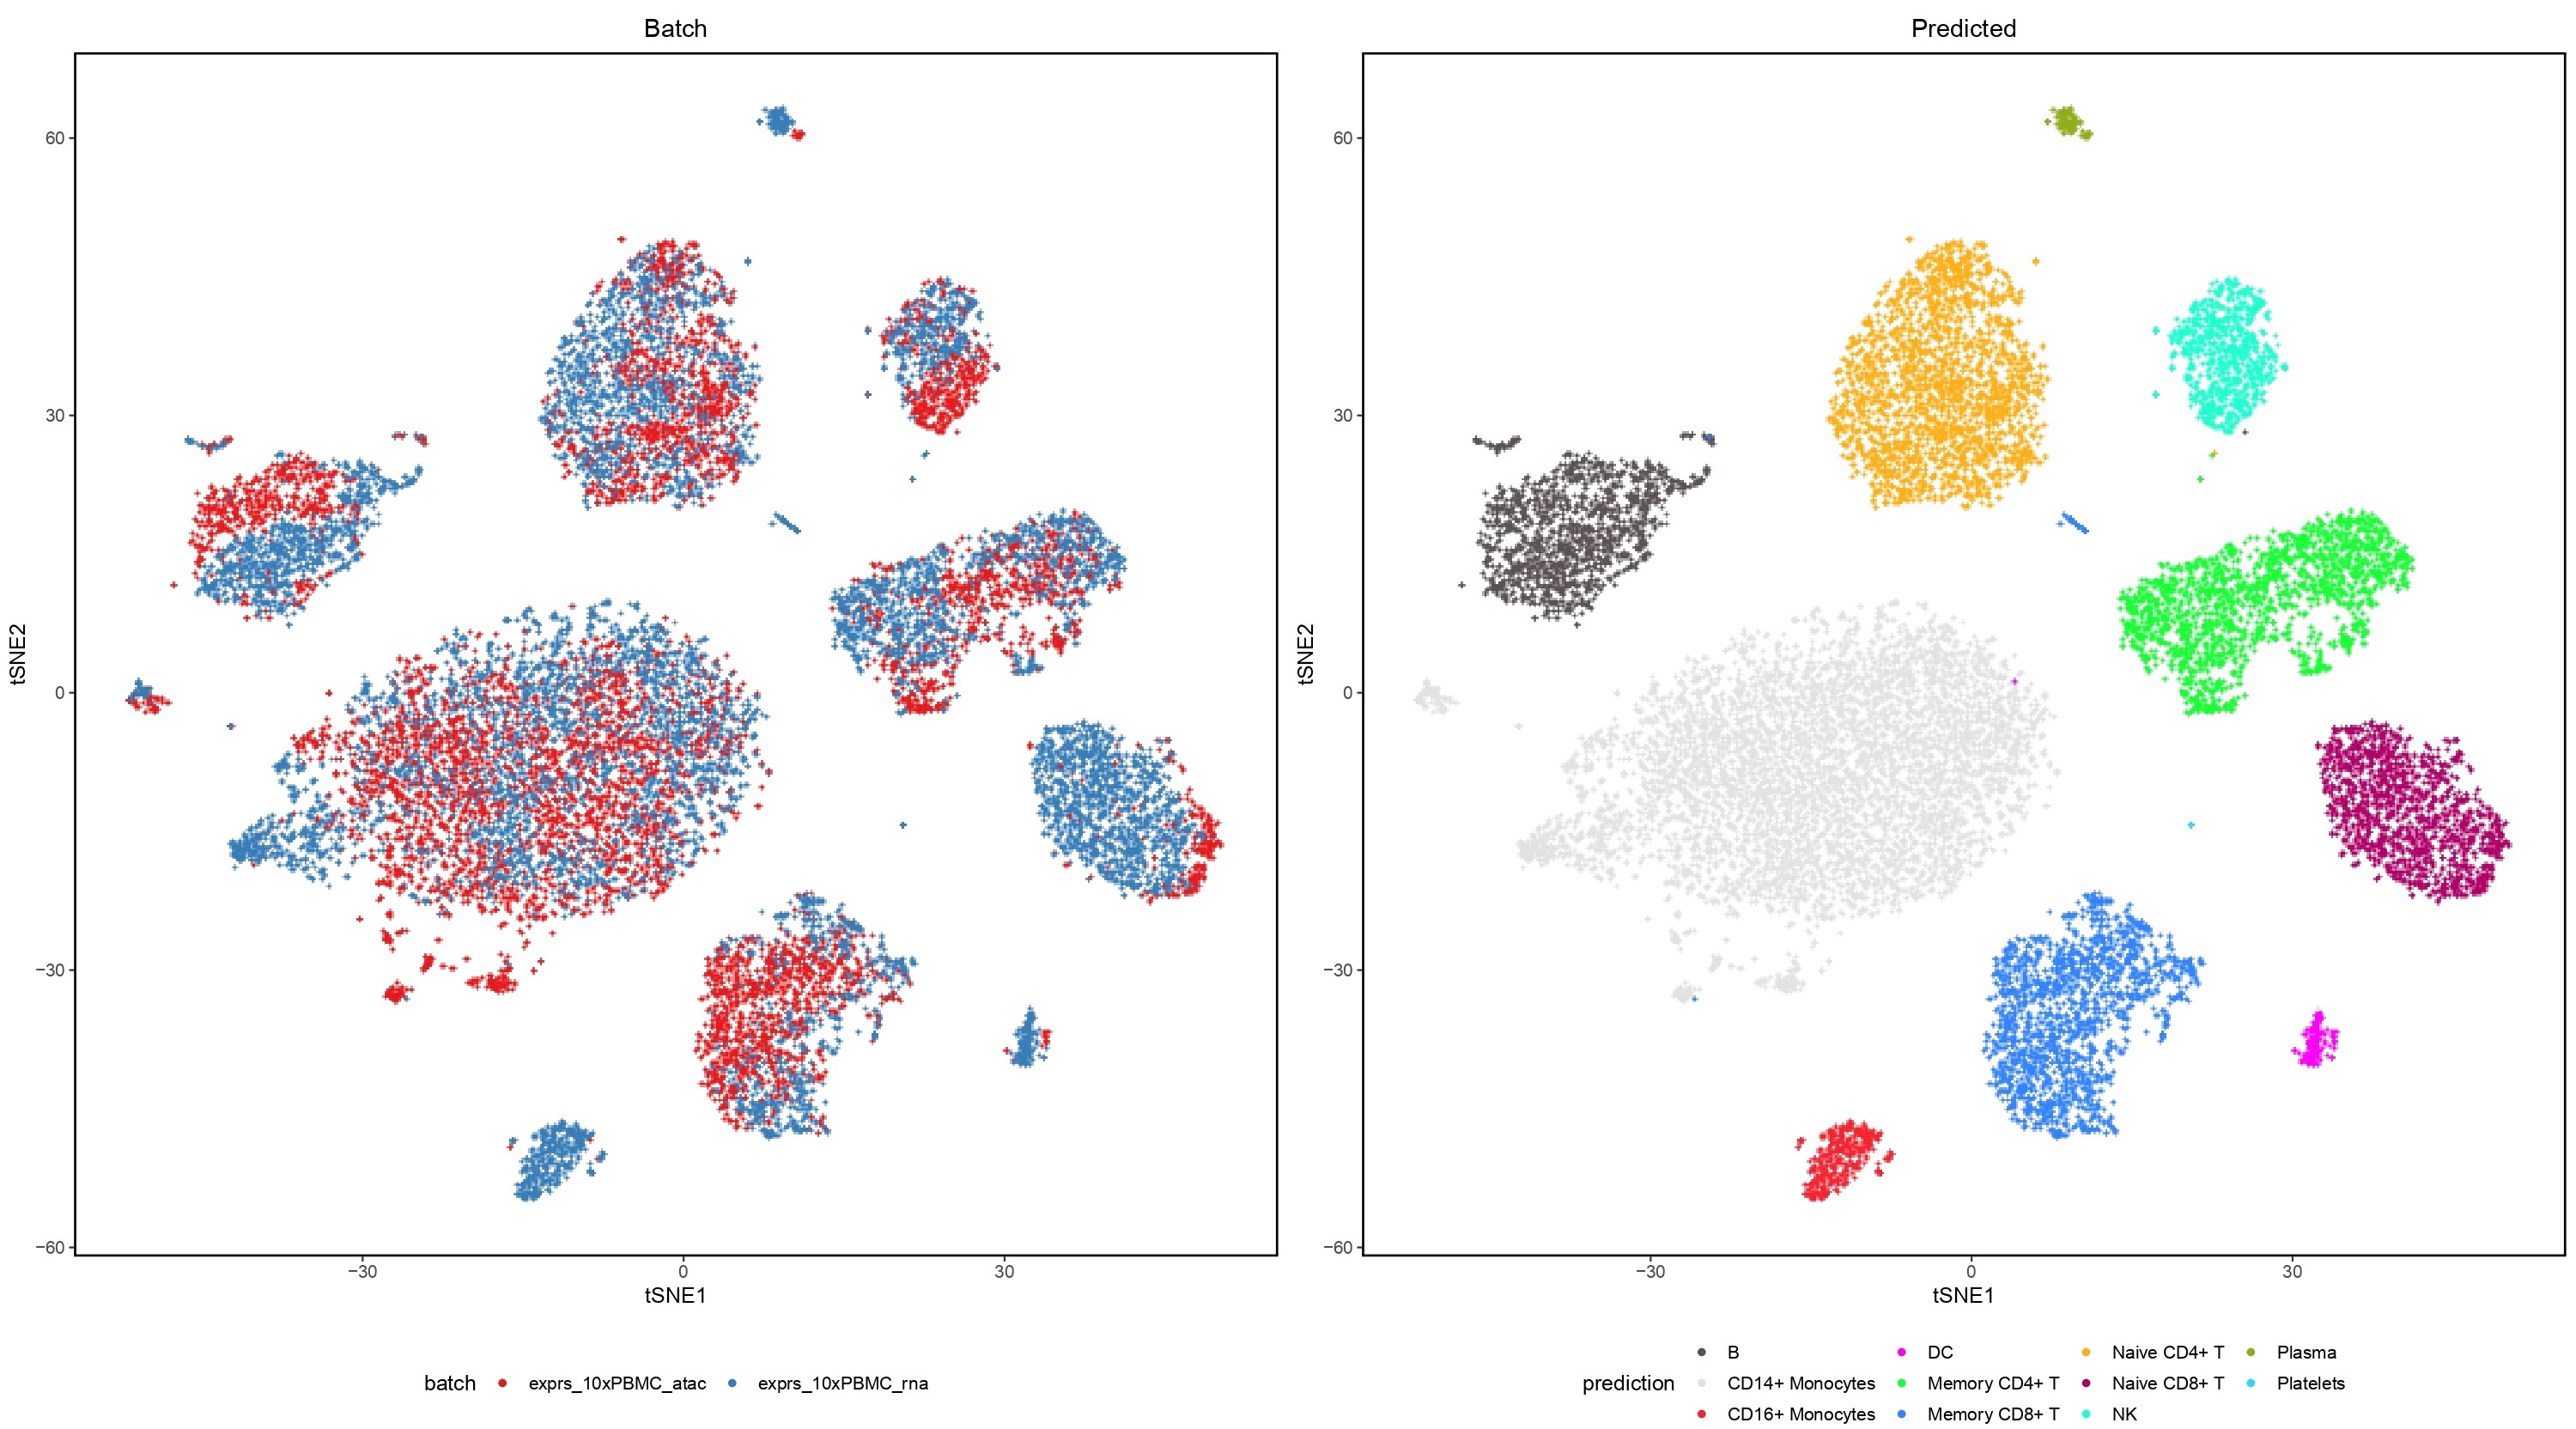 Batch
Predicted
60
30
0
−30
−60
tSNE2
−30
0
30
tSNE1
60
30
0
−30
−60
tSNE2
−30
0
30
tSNE1
batch exprs_10xPBMC_atac exprs_10xPBMC_rna
prediction
B DC Naive CD4+ T Plasma
CD14+ Monocytes Memory CD4+ T Naive CD8+ T Platelets
CD16+ Monocytes Memory CD8+ T NK